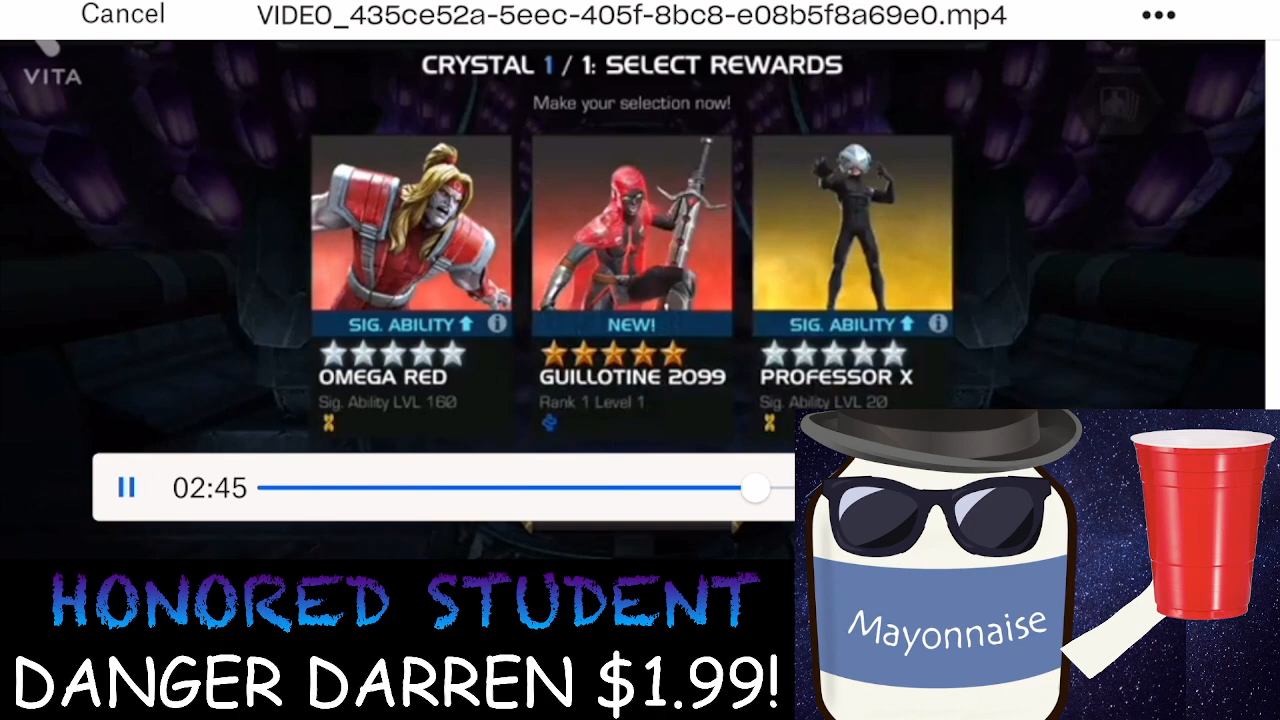 Cancel VIDEO_435ce52a-5eec-405f-8bc8-e08b5f8a69e0.mp4
VITA
CRYSTAL 1 / 1: SELECT REWARDS
Make your selection now!
SIG. ABILITY NEW! SIG. ABILITY
OMEGA RED GUILLOTINE 2099 PROFESSOR X
Sig. Ability LVL 160 Rank 1 Level 1 Sig. Ability LVL 20
02:45
Mayonnaise
HONORED STUDENT
DANGER DARREN $1.99!